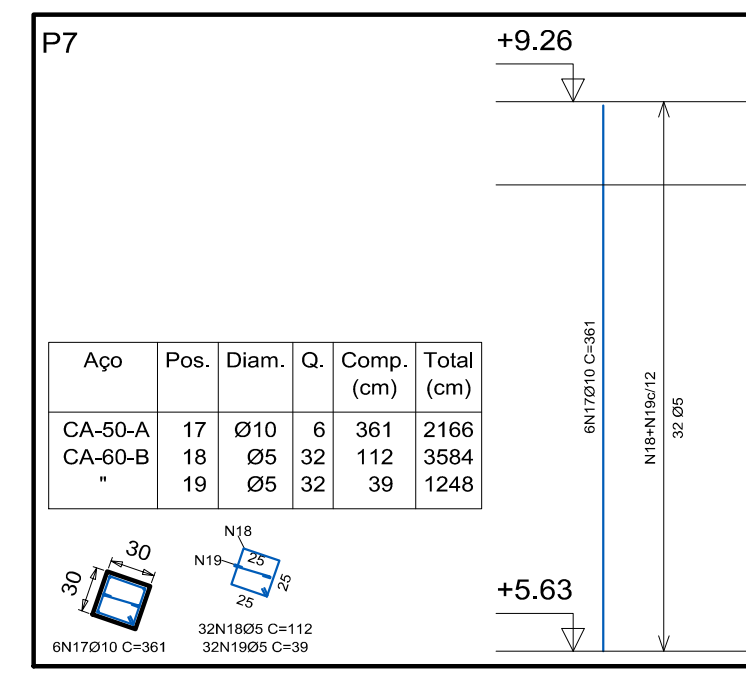 P7
+9.26
Aço Pos. Diam. Q. Comp. (cm) Total (cm)
CA-50-A 17 Ø10 6 361 2166
CA-60-B 18 Ø5 32 112 3584
" 19 Ø5 32 39 1248
6N17Ø10 C=361
N18+N19c/12
32 Ø5
30
30
6N17Ø10 C=361
N18
N19
25
25
25
32N18Ø5 C=112
32N19Ø5 C=39
+5.63